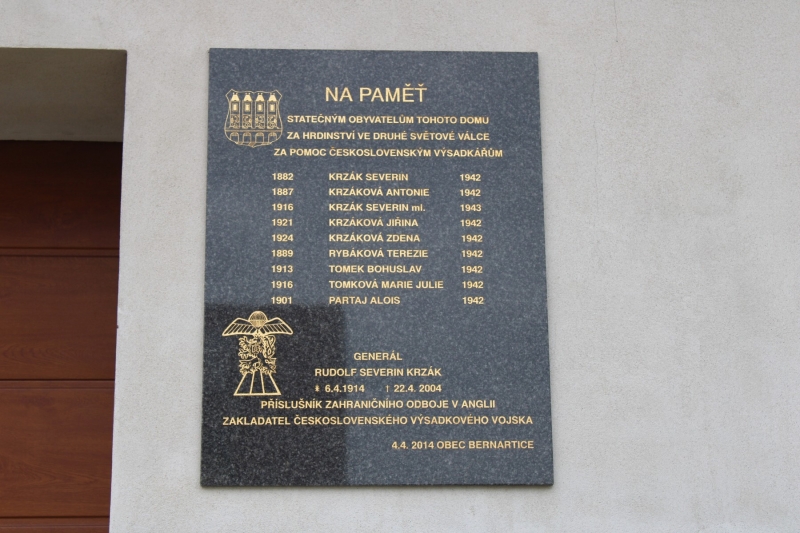 NA PAMĚŤ
STATEČNÝM OBYVATELŮM TOHOTO DOMU
ZA HRDINSTVÍ VE DRUHÉ SVĚTOVÉ VÁLCE
ZA POMOC ČESKOSLOVENSKÝM VÝSADKÁŘŮM
1882 KRZÁK SEVERIN 1942
1887 KRZÁKOVÁ ANTONIE 1942
1916 KRZÁK SEVERIN ml. 1943
1921 KRZÁKOVÁ JIŘINA 1942
1924 KRZÁKOVÁ ZDENA 1942
1889 RYBÁKOVÁ TEREZIE 1942
1913 TOMEK BOHUSLAV 1942
1916 TOMKOVÁ MARIE JULIE 1942
1901 PARTAJ ALOIS 1942
GENERÁL
RUDOLF SEVERIN KRZÁK
* 6.4.1914 † 22.4. 2004
PŘÍSLUŠNÍK ZAHRANIČNÍHO ODBOJE V ANGLII
ZAKLADATEL ČESKOSLOVENSKÉHO VÝSADKOVÉHO VOJSKA
4.4. 2014 OBEC BERNARTICE